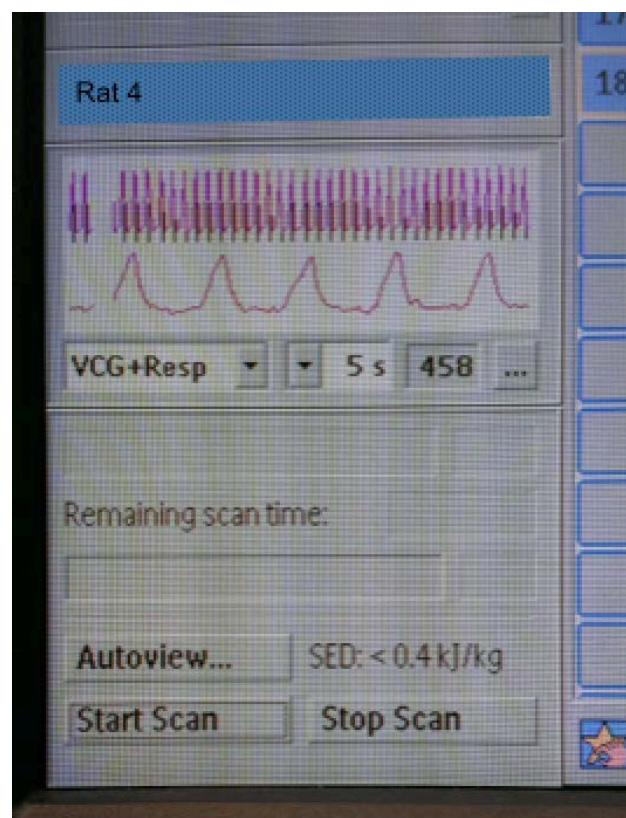 17
Rat 4
18
VCG+Resp 5 s 458 ...
Remaining scan time:
Autoview... SED: < 0.4 kJ/kg
Start Scan Stop Scan